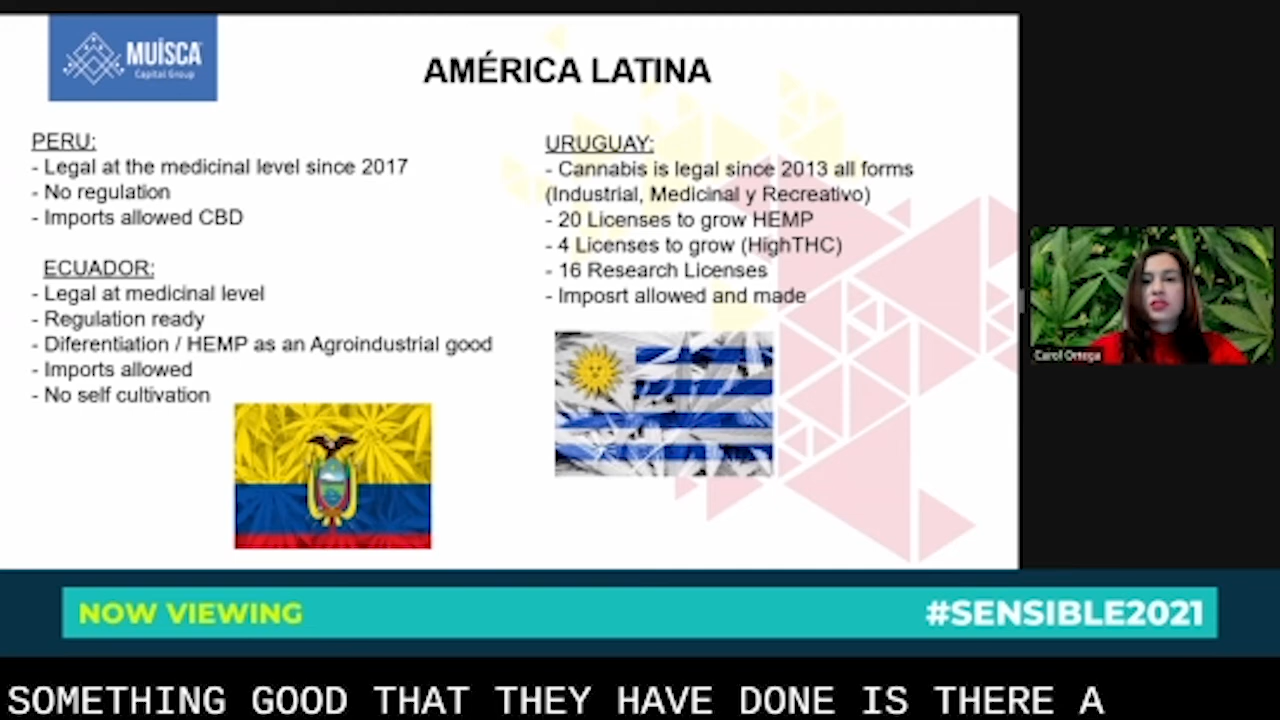 MUÏSCA
Capital Group
AMÉRICA LATINA
PERU:
- Legal at the medicinal level since 2017
- No regulation
- Imports allowed CBD
ECUADOR:
- Legal at medicinal level
- Regulation ready
- Diferentiation / HEMP as an Agroindustrial good
- Imports allowed
- No self cultivation
URUGUAY:
- Cannabis is legal since 2013 all forms
(Industrial, Medicinal y Recreativo)
- 20 Licenses to grow HEMP
- 4 Licenses to grow (HighTHC)
- 16 Research Licenses
- Imposrt allowed and made
Carol Ortega
NOW VIEWING
#SENSIBLE2021
SOMETHING GOOD THAT THEY HAVE DONE IS THERE A